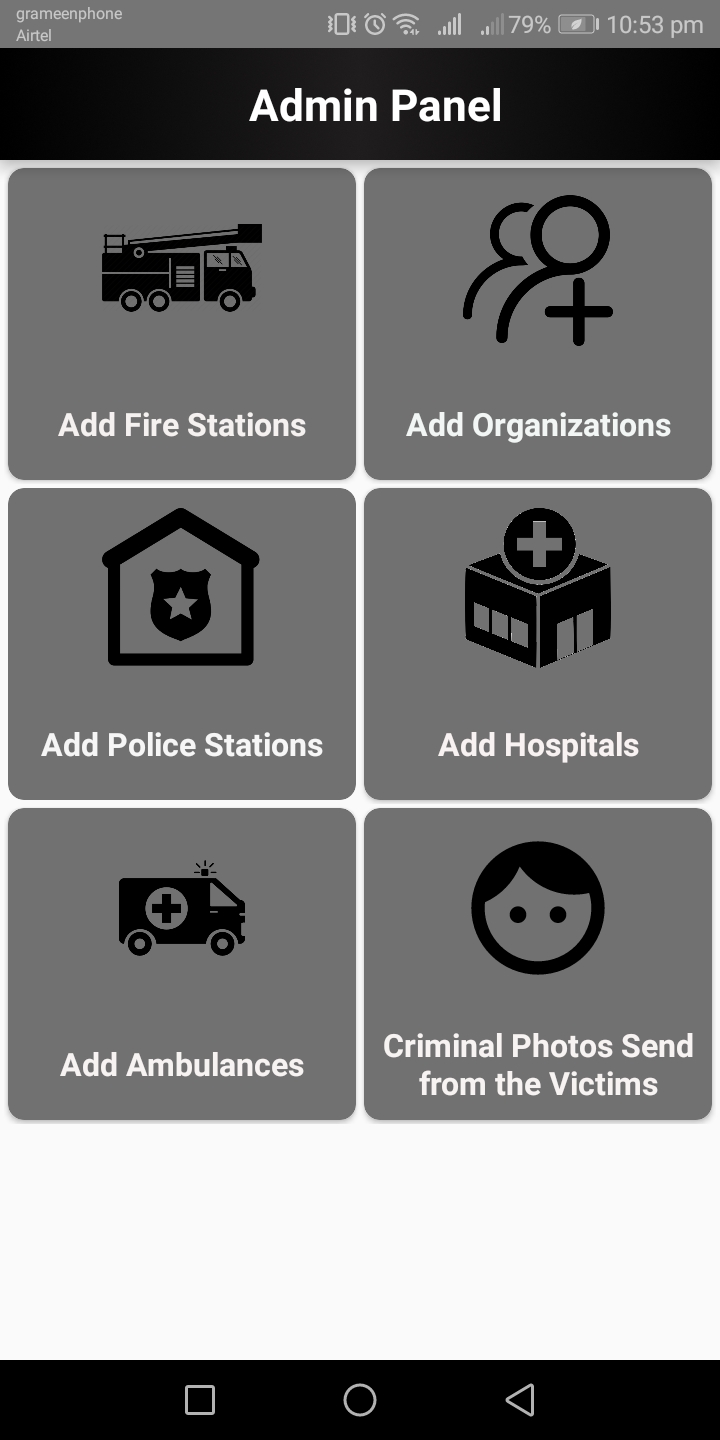 grameenphone
Airtel
79%
10:53 pm
Admin Panel
Add Fire Stations
Add Organizations
Add Police Stations
Add Hospitals
Add Ambulances
Criminal Photos Send
from the Victims